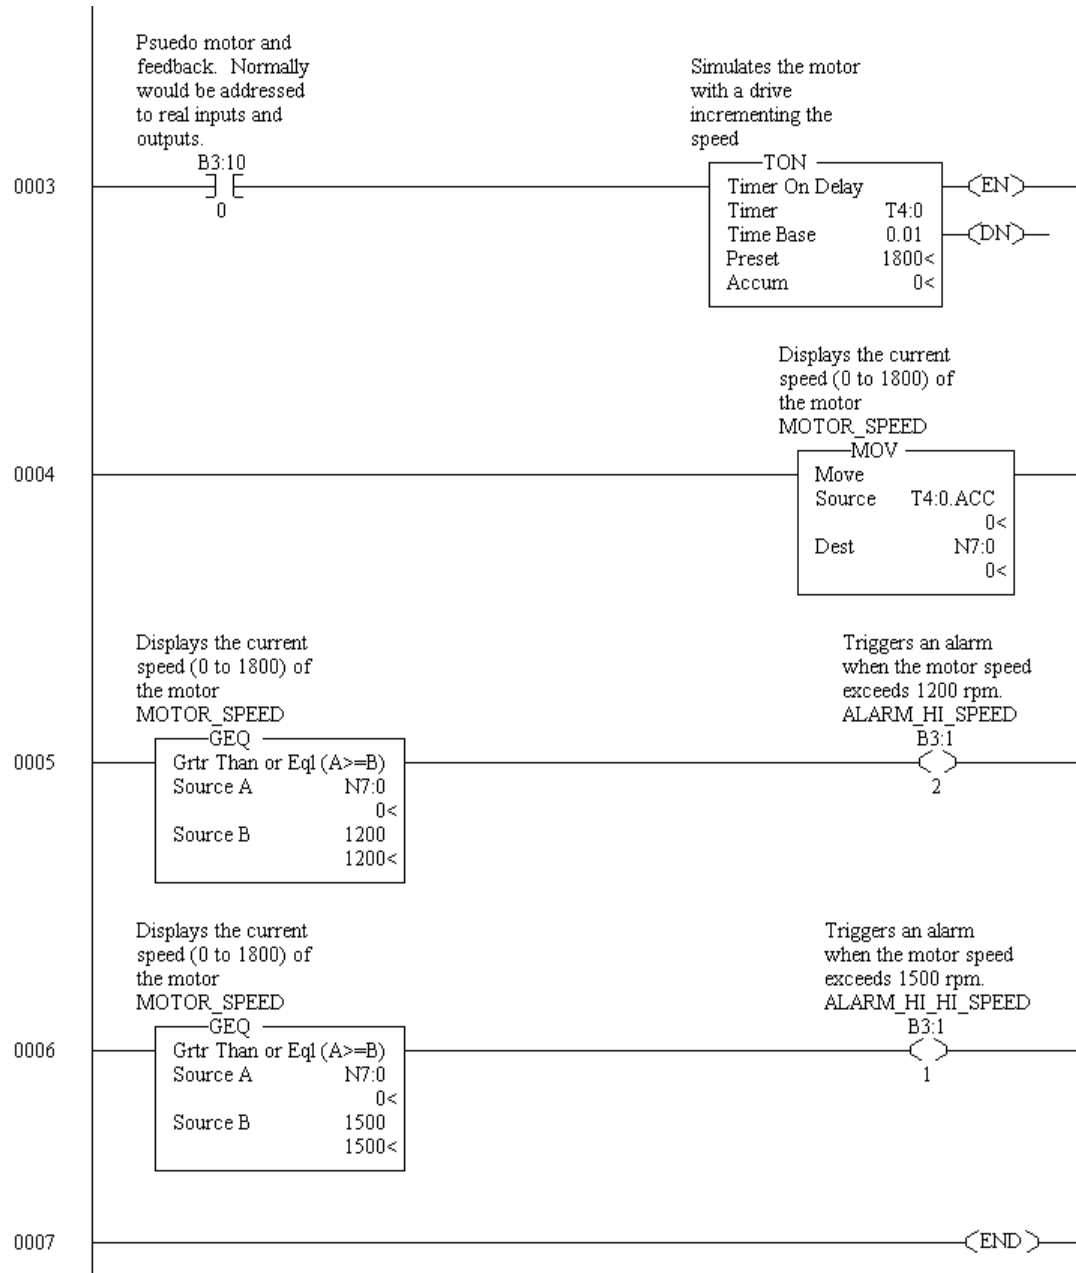 Psuedo motor and
feedback. Normally
would be addressed
to real inputs and
outputs.
B3:10
0
Simulates the motor
with a drive
incrementing the
speed
0003
TON
Timer On Delay
Timer T4:0
Time Base 0.01
Preset 1800<
Accum 0<
EN
DN
Displays the current
speed (0 to 1800) of
the motor
MOTOR_SPEED
0004
MOV
Move
Source T4:0.ACC
0<
Dest N7:0
0<
Displays the current
speed (0 to 1800) of
the motor
MOTOR_SPEED
0005
GEQ
Grtr Than or Eql (A>=B)
Source A N7:0
0<
Source B 1200
1200<
Triggers an alarm
when the motor speed
exceeds 1200 rpm.
ALARM_HI_SPEED
B3:1
2
Displays the current
speed (0 to 1800) of
the motor
MOTOR_SPEED
0006
GEQ
Grtr Than or Eql (A>=B)
Source A N7:0
0<
Source B 1500
1500<
Triggers an alarm
when the motor speed
exceeds 1500 rpm.
ALARM_HI_HI_SPEED
B3:1
1
0007
END